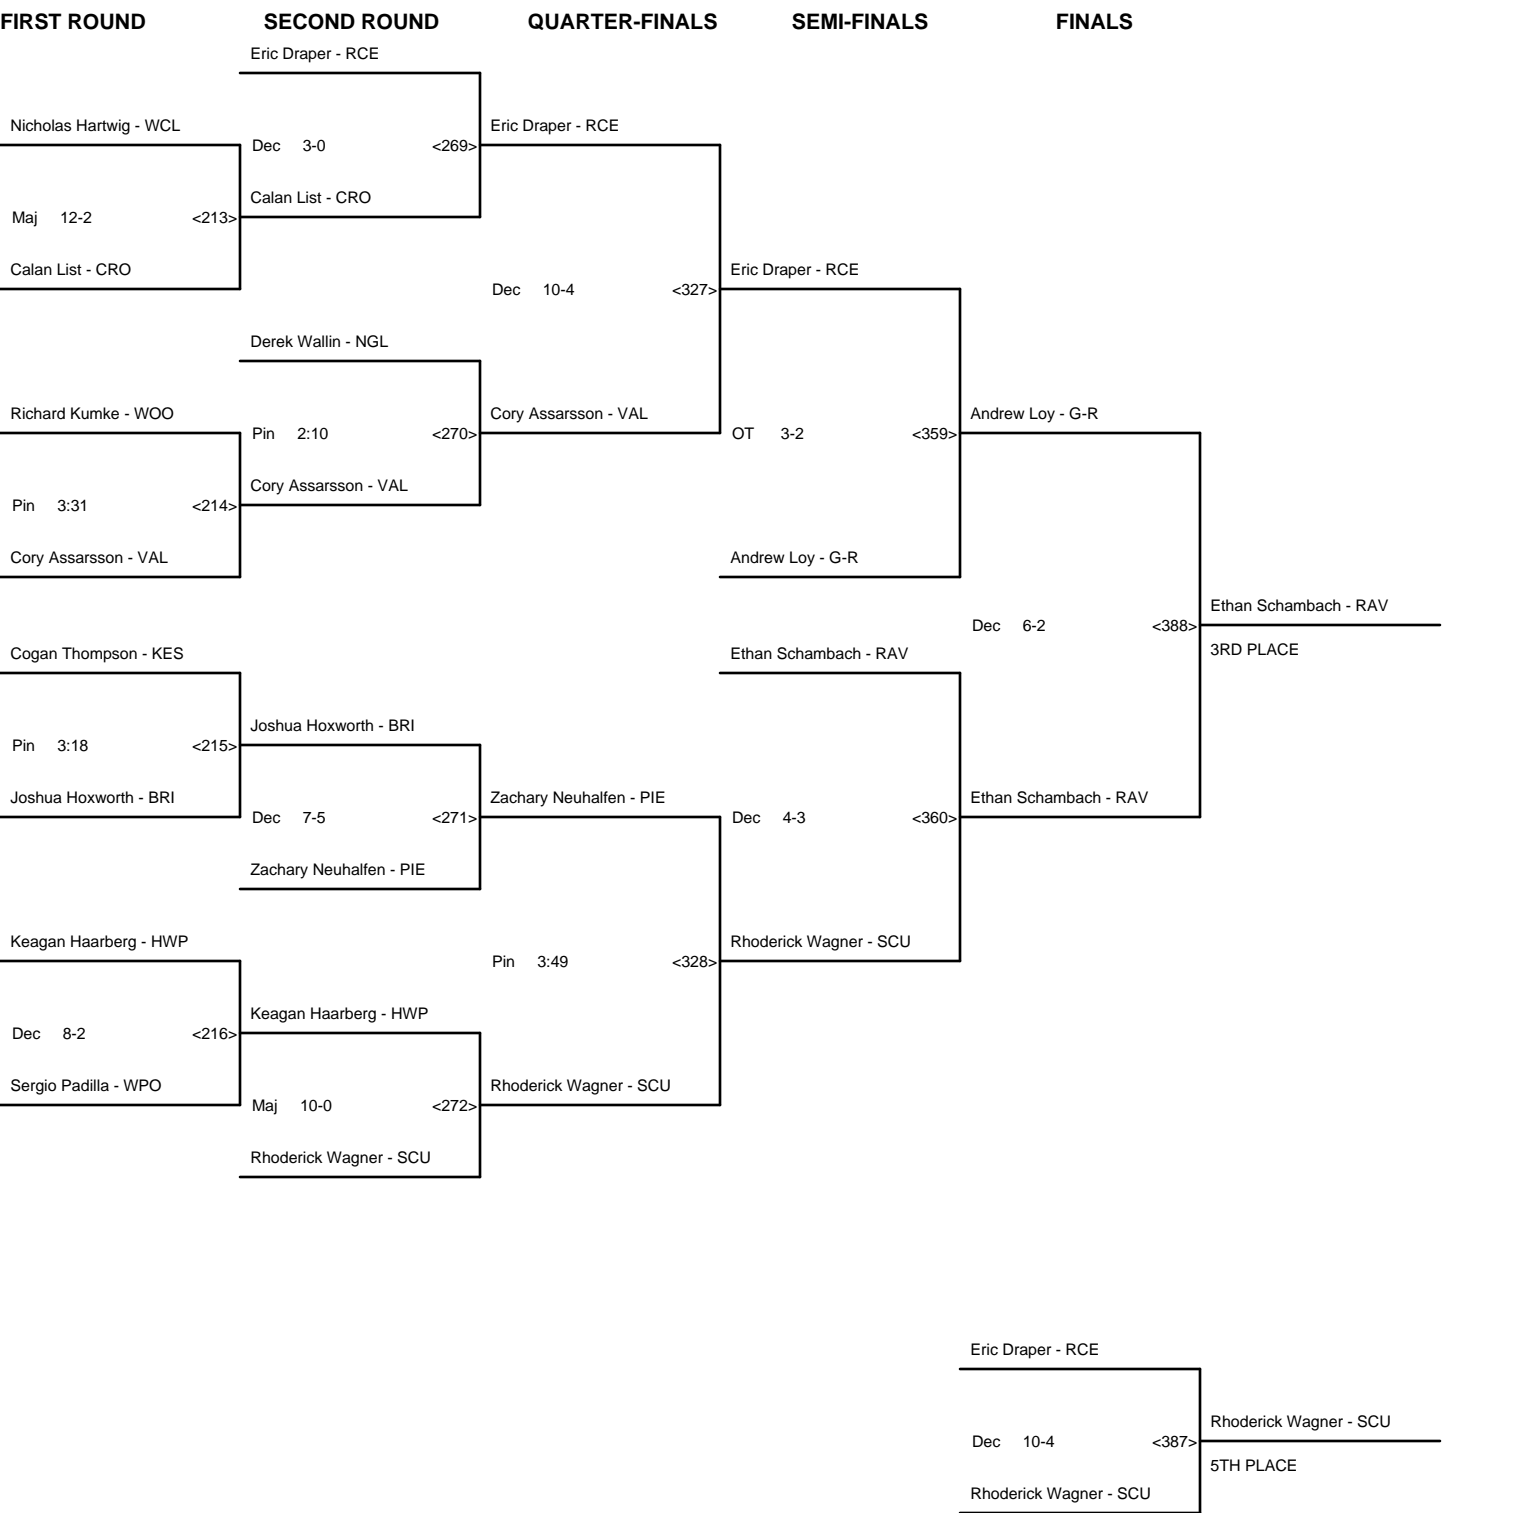 FIRST ROUND SECOND ROUND QUARTER-FINALS SEMI-FINALS FINALS
Eric Draper - RCE
Nicholas Hartwig - WCL
Eric Draper - RCE
Dec 3-0 <269>
Calan List - CRO
Maj 12-2 <213>
Calan List - CRO
Eric Draper - RCE
Dec 10-4 <327>
Derek Wallin - NGL
Richard Kumke - WOO
Cory Assarsson - VAL
Andrew Loy - G-R
Pin 2:10 <270>
OT 3-2 <359>
Cory Assarsson - VAL
Pin 3:31 <214>
Cory Assarsson - VAL
Andrew Loy - G-R
Ethan Schambach - RAV
Dec 6-2 <388>
3RD PLACE
Cogan Thompson - KES
Ethan Schambach - RAV
Joshua Hoxworth - BRI
Pin 3:18 <215>
Joshua Hoxworth - BRI
Zachary Neuhalfen - PIE
Ethan Schambach - RAV
Dec 7-5 <271>
Dec 4-3 <360>
Zachary Neuhalfen - PIE
Keagan Haarberg - HWP
Rhoderick Wagner - SCU
Pin 3:49 <328>
Keagan Haarberg - HWP
Dec 8-2 <216>
Sergio Padilla - WPO
Rhoderick Wagner - SCU
Maj 10-0 <272>
Rhoderick Wagner - SCU
Eric Draper - RCE
Rhoderick Wagner - SCU
Dec 10-4 <387>
5TH PLACE
Rhoderick Wagner - SCU